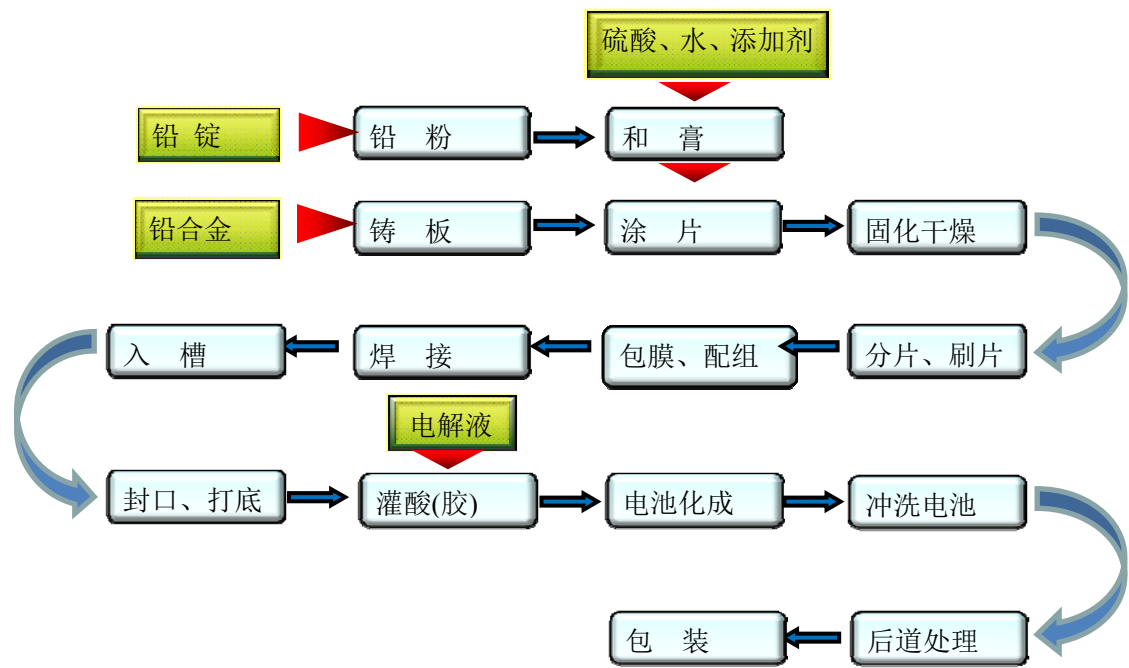 硫酸、水、添加剂
铅 锭
铅 粉
和 膏
铅合金
铸 板
涂 片
固化干燥
入 槽
焊 接
包膜、配组
分片、刷片
电解液
封口、打底
灌酸(胶)
电池化成
冲洗电池
包 装
后道处理